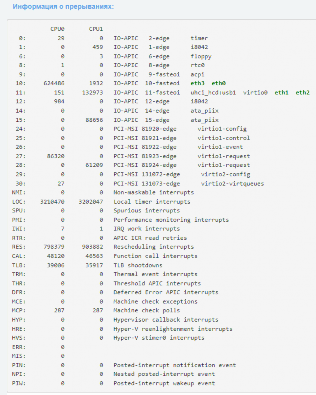 Информация о прерываниях:
CPU0 CPU1
0: 29 0 IO-APIC 2-edge timer
1: 0 459 IO-APIC 1-edge i8042
6: 0 3 IO-APIC 6-edge floppy
8: 1 0 IO-APIC 8-edge rtc0
9: 0 0 IO-APIC 9-fasteoi acpi
10: 624486 1932 IO-APIC 10-fasteoi eth3 eth0
11: 151 132973 IO-APIC 11-fasteoi uhci_hcd:usb1 virtio0 eth1 eth2
12: 984 0 IO-APIC 12-edge i8042
14: 0 0 IO-APIC 14-edge ata_piix
15: 0 88656 IO-APIC 15-edge ata_piix
24: 0 0 PCI-MSI 81920-edge virtio1-config
25: 0 0 PCI-MSI 81921-edge virtio1-control
26: 0 0 PCI-MSI 81922-edge virtio1-event
27: 86320 0 PCI-MSI 81923-edge virtio1-request
28: 0 61209 PCI-MSI 81924-edge virtio1-request
29: 0 0 PCI-MSI 131072-edge virtio2-config
30: 27 0 PCI-MSI 131073-edge virtio2-virtqueues
NMI: 0 0 Non-maskable interrupts
LOC: 3210470 3202047 Local timer interrupts
SPU: 0 0 Spurious interrupts
PMI: 0 0 Performance monitoring interrupts
IWI: 7 1 IRQ work interrupts
RTR: 0 0 APIC ICR read retries
RES: 798379 903882 Rescheduling interrupts
CAL: 48120 46563 Function call interrupts
TLB: 39006 35917 TLB shootdowns
TRM: 0 0 Thermal event interrupts
THR: 0 0 Threshold APIC interrupts
DFR: 0 0 Deferred Error APIC interrupts
MCE: 0 0 Machine check exceptions
MCP: 287 287 Machine check polls
HYP: 0 0 Hypervisor callback interrupts
HRE: 0 0 Hyper-V reenlightenment interrupts
HVS: 0 0 Hyper-V stimer0 interrupts
ERR: 0
MIS: 0
PIN: 0 0 Posted-interrupt notification event
NPI: 0 0 Nested posted-interrupt event
PIW: 0 0 Posted-interrupt wakeup event